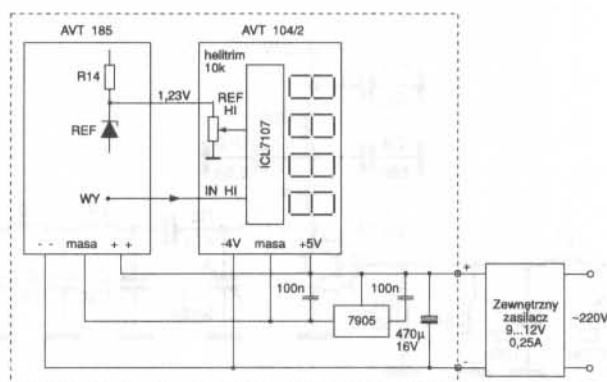 AVT 185
AVT 104/2
R14
1,23V
REF
WY
helitrim
10k
REF
HI
IN HI
ICL7107
- -
masa
+ +
-4V
masa
+5V
100n
100n
7905
470µ
16V
+
-
Zewnętrzny
zasilacz
9...12V
0,25A
~220V